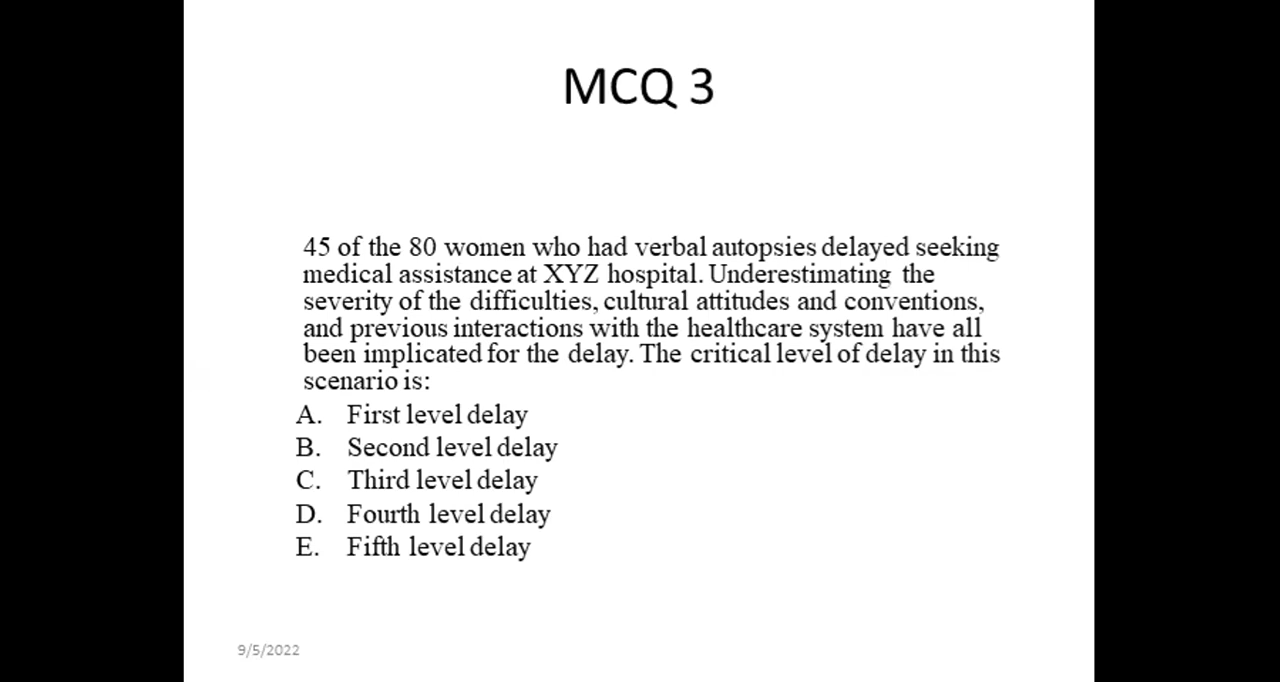 MCQ 3
45 of the 80 women who had verbal autopsies delayed seeking
medical assistance at XYZ hospital. Underestimating the
severity of the difficulties, cultural attitudes and conventions,
and previous interactions with the healthcare system have all
been implicated for the delay. The critical level of delay in this
scenario is:
A. First level delay
B. Second level delay
C. Third level delay
D. Fourth level delay
E. Fifth level delay
9/5/2022